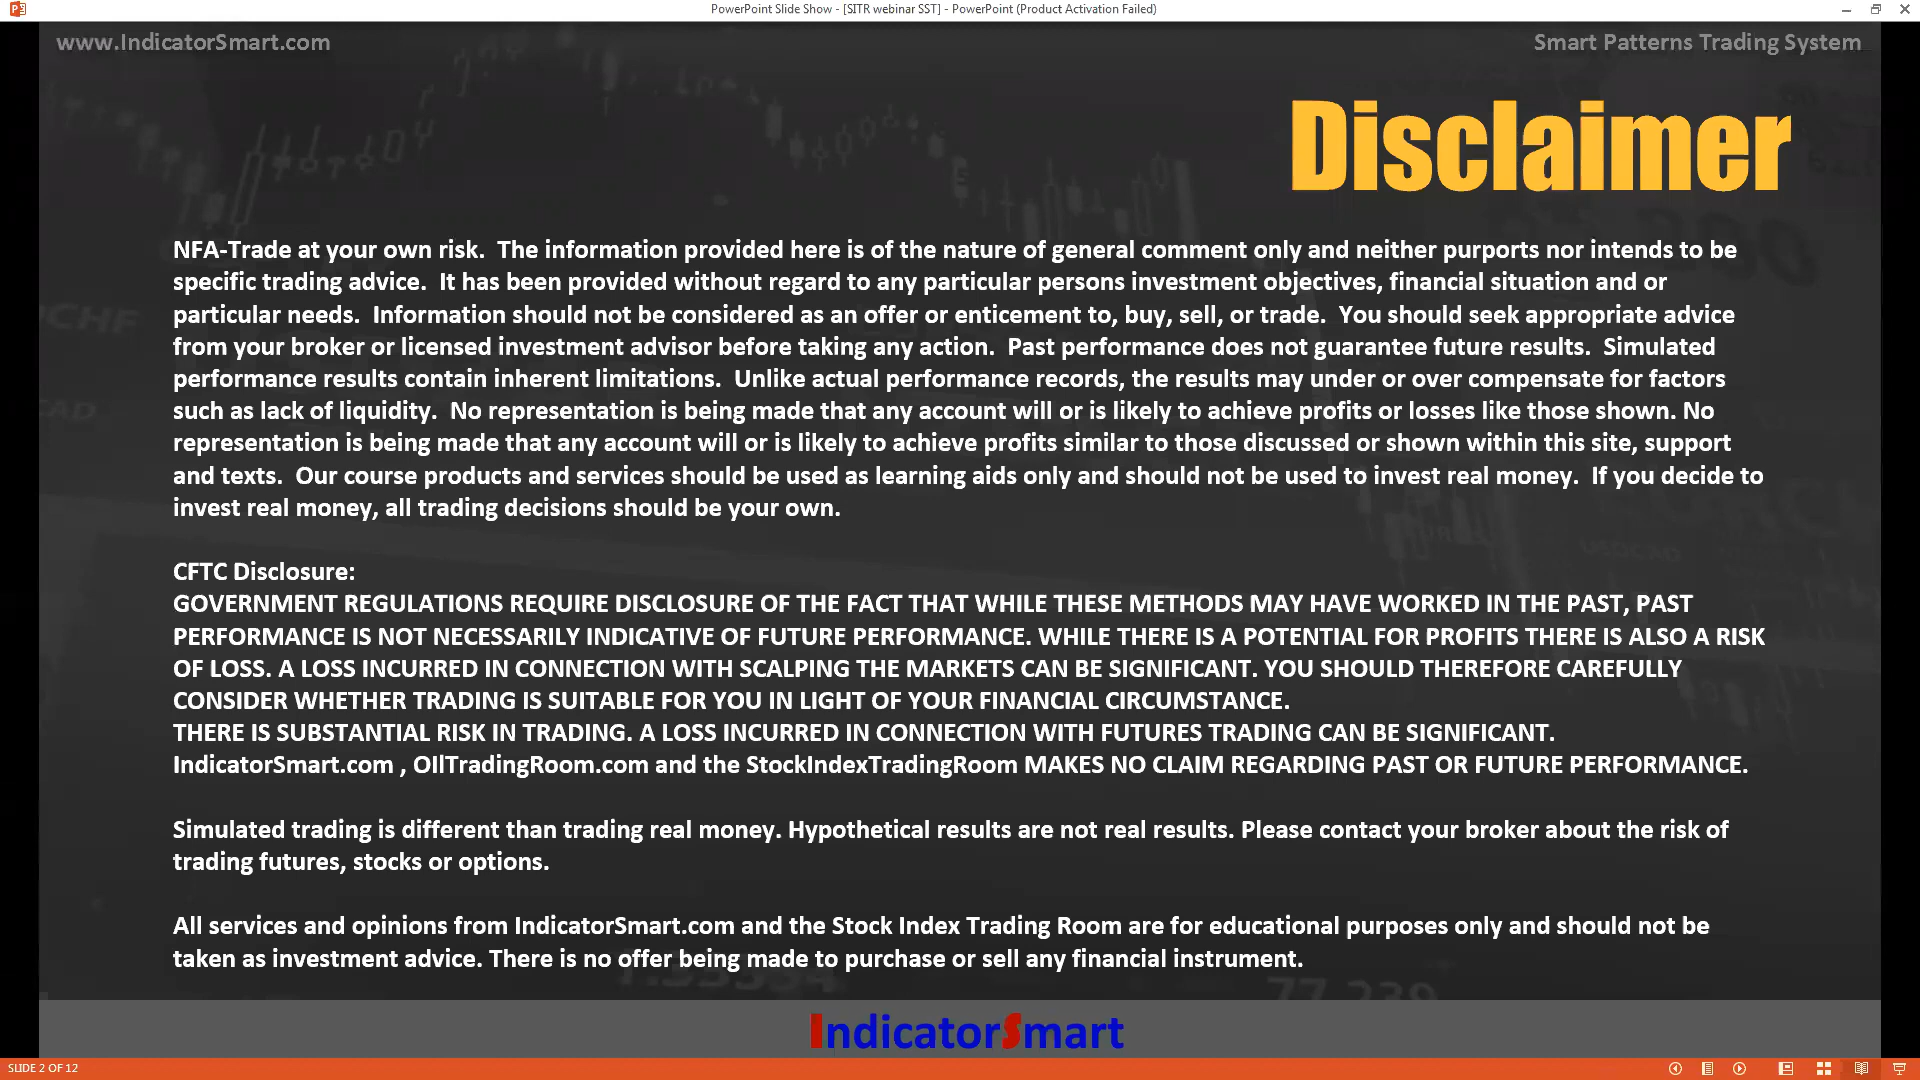 PowerPoint Slide Show - [SITR webinar SST] - PowerPoint (Product Activation Failed)
www.IndicatorSmart.com
Smart Patterns Trading System
Disclaimer
NFA-Trade at your own risk.  The information provided here is of the nature of general comment only and neither purports nor intends to be
specific trading advice.  It has been provided without regard to any particular persons investment objectives, financial situation and or
particular needs.  Information should not be considered as an offer or enticement to, buy, sell, or trade.  You should seek appropriate advice
from your broker or licensed investment advisor before taking any action.  Past performance does not guarantee future results.  Simulated
performance results contain inherent limitations.  Unlike actual performance records, the results may under or over compensate for factors
such as lack of liquidity.  No representation is being made that any account will or is likely to achieve profits or losses like those shown. No
representation is being made that any account will or is likely to achieve profits similar to those discussed or shown within this site, support
and texts.  Our course products and services should be used as learning aids only and should not be used to invest real money.  If you decide to
invest real money, all trading decisions should be your own.
CFTC Disclosure:
GOVERNMENT REGULATIONS REQUIRE DISCLOSURE OF THE FACT THAT WHILE THESE METHODS MAY HAVE WORKED IN THE PAST, PAST
PERFORMANCE IS NOT NECESSARILY INDICATIVE OF FUTURE PERFORMANCE. WHILE THERE IS A POTENTIAL FOR PROFITS THERE IS ALSO A RISK
OF LOSS. A LOSS INCURRED IN CONNECTION WITH SCALPING THE MARKETS CAN BE SIGNIFICANT. YOU SHOULD THEREFORE CAREFULLY
CONSIDER WHETHER TRADING IS SUITABLE FOR YOU IN LIGHT OF YOUR FINANCIAL CIRCUMSTANCE.
THERE IS SUBSTANTIAL RISK IN TRADING. A LOSS INCURRED IN CONNECTION WITH FUTURES TRADING CAN BE SIGNIFICANT.
IndicatorSmart.com , OIlTradingRoom.com and the StockIndexTradingRoom MAKES NO CLAIM REGARDING PAST OR FUTURE PERFORMANCE.
Simulated trading is different than trading real money. Hypothetical results are not real results. Please contact your broker about the risk of
trading futures, stocks or options.
All services and opinions from IndicatorSmart.com and the Stock Index Trading Room are for educational purposes only and should not be
taken as investment advice. There is no offer being made to purchase or sell any financial instrument.
77.239
IndicatorSmart
SLIDE 2 OF 12